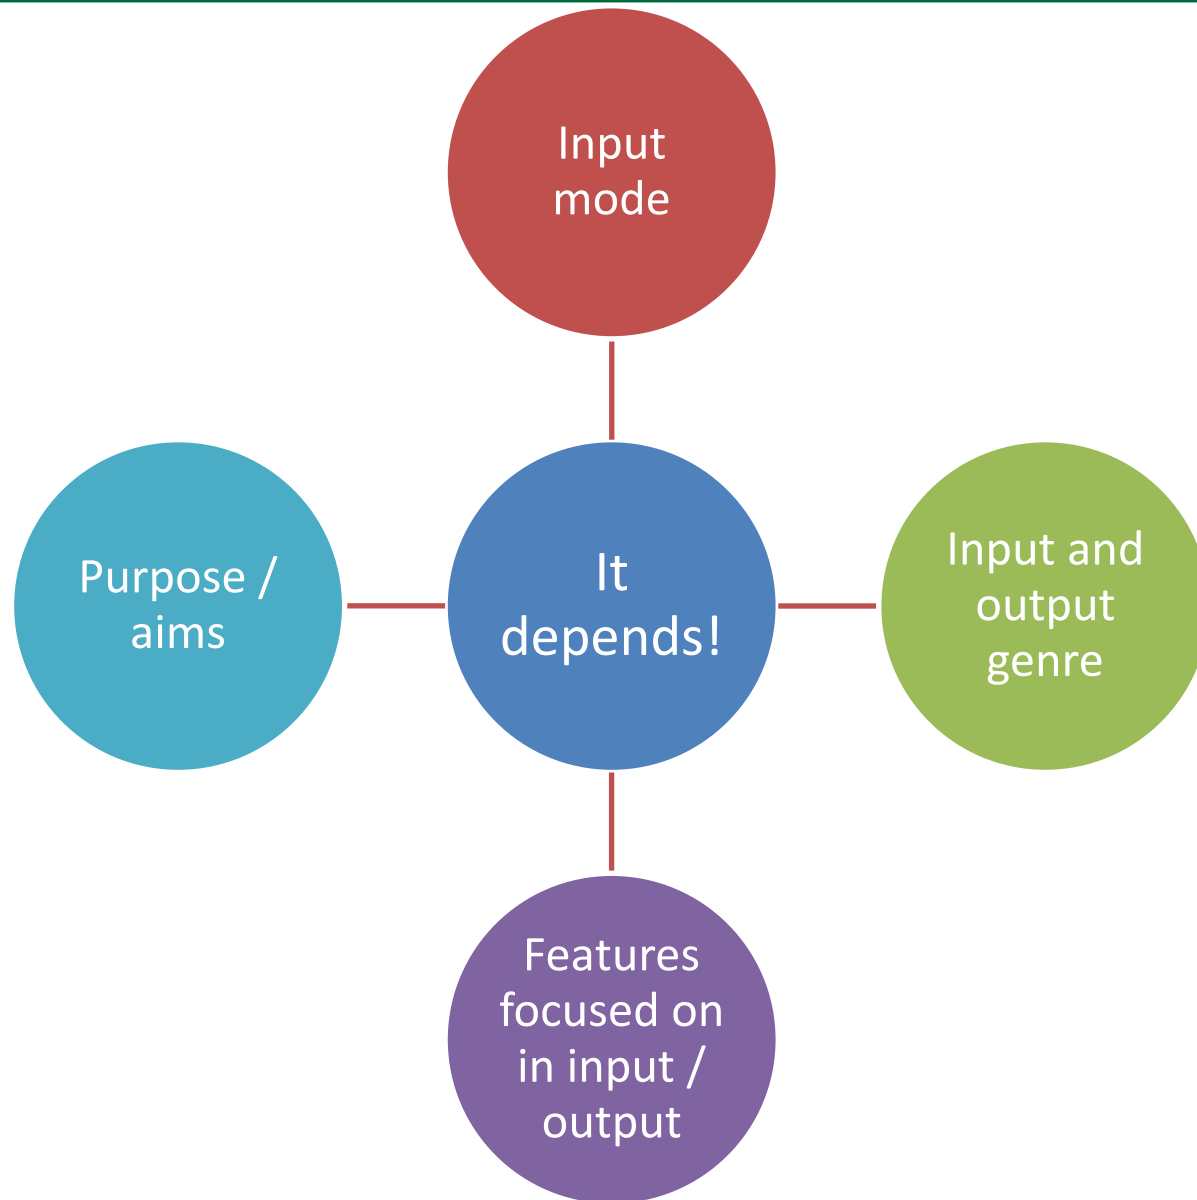 Input
mode
Purpose /
aims
It
depends!
Input and
output
genre
Features
focused on
in input /
output